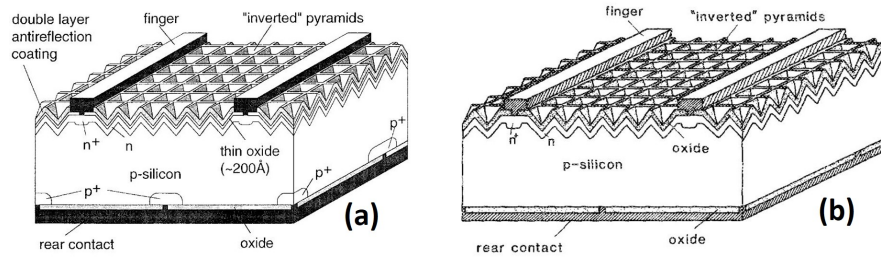 double layer
antireflection
coating
finger
"inverted" pyramids
n+
n
thin oxide
(~200Å)
p+
p-silicon
p+
p+
rear contact
oxide
(a)
finger
"inverted" pyramids
n+
n
oxide
p-silicon
rear contact
oxide
(b)